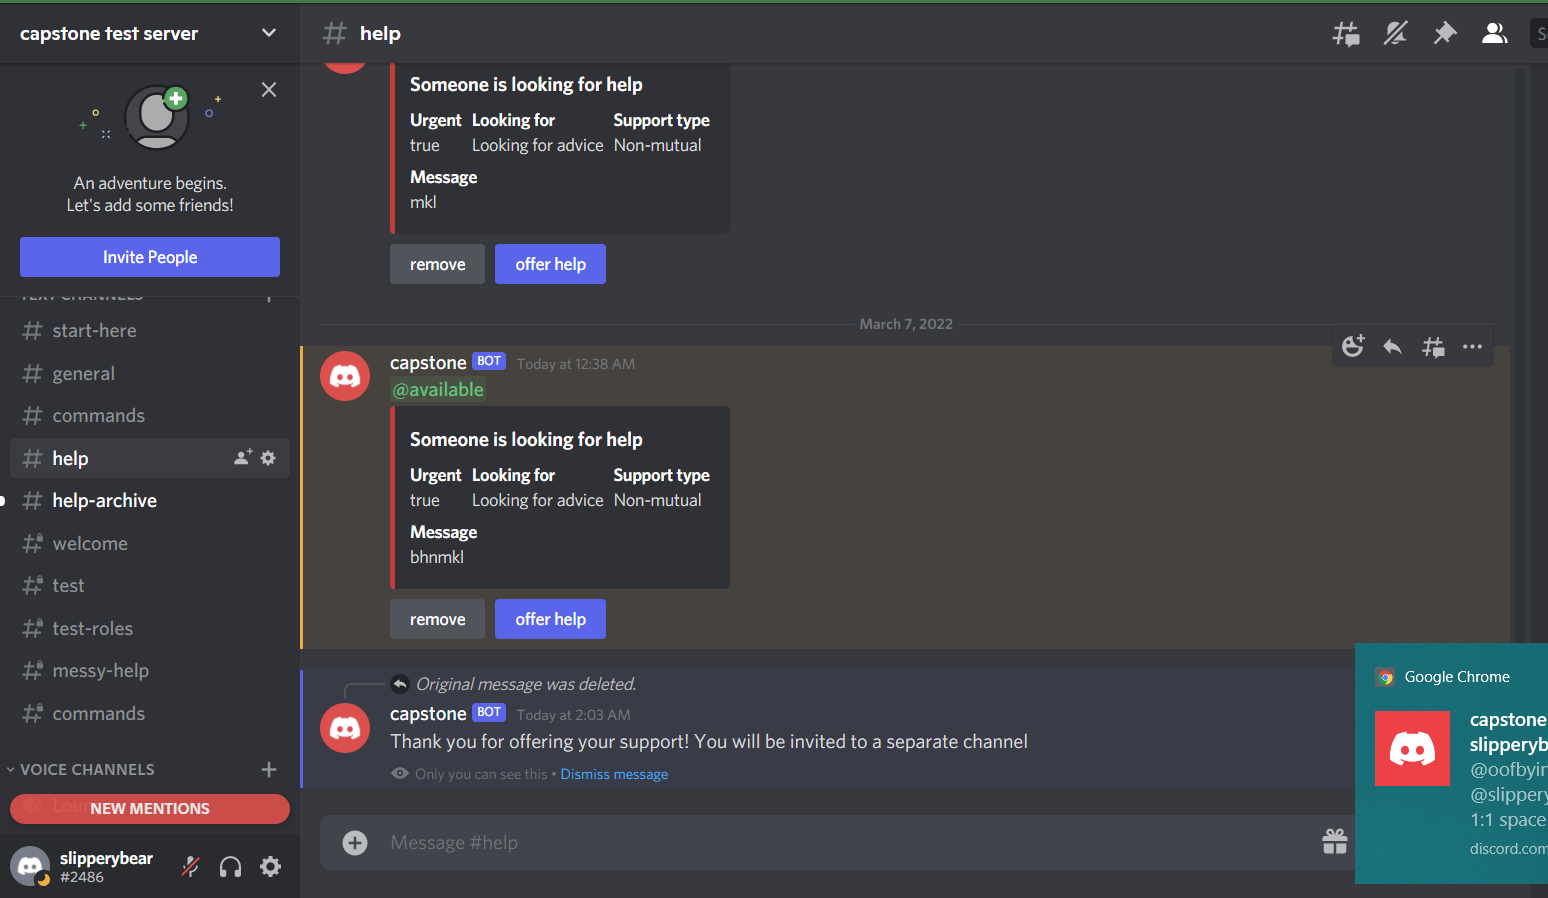 capstone test server
An adventure begins.
Let's add some friends!
Invite People
TEXT CHANNELS
start-here
general
commands
help
help-archive
welcome
test
test-roles
messy-help
commands
VOICE CHANNELS
NEW MENTIONS
slipperybear
#2486
help
Someone is looking for help
Urgent Looking for Support type
true Looking for advice Non-mutual
Message
mkl
remove offer help
March 7, 2022
capstone BOT Today at 12:38 AM
@available
Someone is looking for help
Urgent Looking for Support type
true Looking for advice Non-mutual
Message
bhnmkl
remove offer help
Original message was deleted.
capstone BOT Today at 2:03 AM
Thank you for offering your support! You will be invited to a separate channel
Only you can see this • Dismiss message
Message #help
Google Chrome
capstone
slipperyb
@oofbyin
@slippery
1:1 space
discord.com